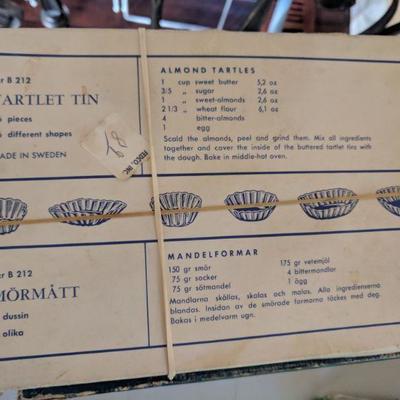 r B 212
TARTLET TIN
pieces
different shapes
MADE IN SWEDEN
ALMOND TARTLES
1 cup sweet butter 5,2 oz
3/5 „ sugar 2,6 oz
1 „ sweet-almonds 2,6 oz
2 1/3 „ wheat flour 6,1 oz
4 bitter-almonds
1 egg
Scald the almonds, peel and grind them. Mix all ingredients
together and cover the inside of the buttered tartlet tins with
the dough. Bake in middle-hot oven.
r B 212
SMÖRMÅTT
dussin
olika
MANDELFORMAR
150 gr smör
75 gr socker
75 gr sötmandel
175 gr vetemjöl
4 bittermandlar
1 ägg
Mandlarna skållas, skalas och malas. Alla ingredienserna
blandas. Insidan av de smörade formarna täckes med deg.
Bakas i medelvarm ugn.